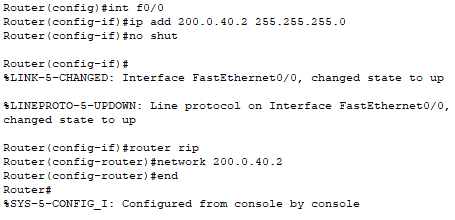 Router(config)#int f0/0
Router(config-if)#ip add 200.0.40.2 255.255.255.0
Router(config-if)#no shut
Router(config-if)#
%LINK-5-CHANGED: Interface FastEthernet0/0, changed state to up
%LINEPROTO-5-UPDOWN: Line protocol on Interface FastEthernet0/0,
changed state to up
Router(config-if)#router rip
Router(config-router)#network 200.0.40.2
Router(config-router)#end
Router#
%SYS-5-CONFIG_I: Configured from console by console